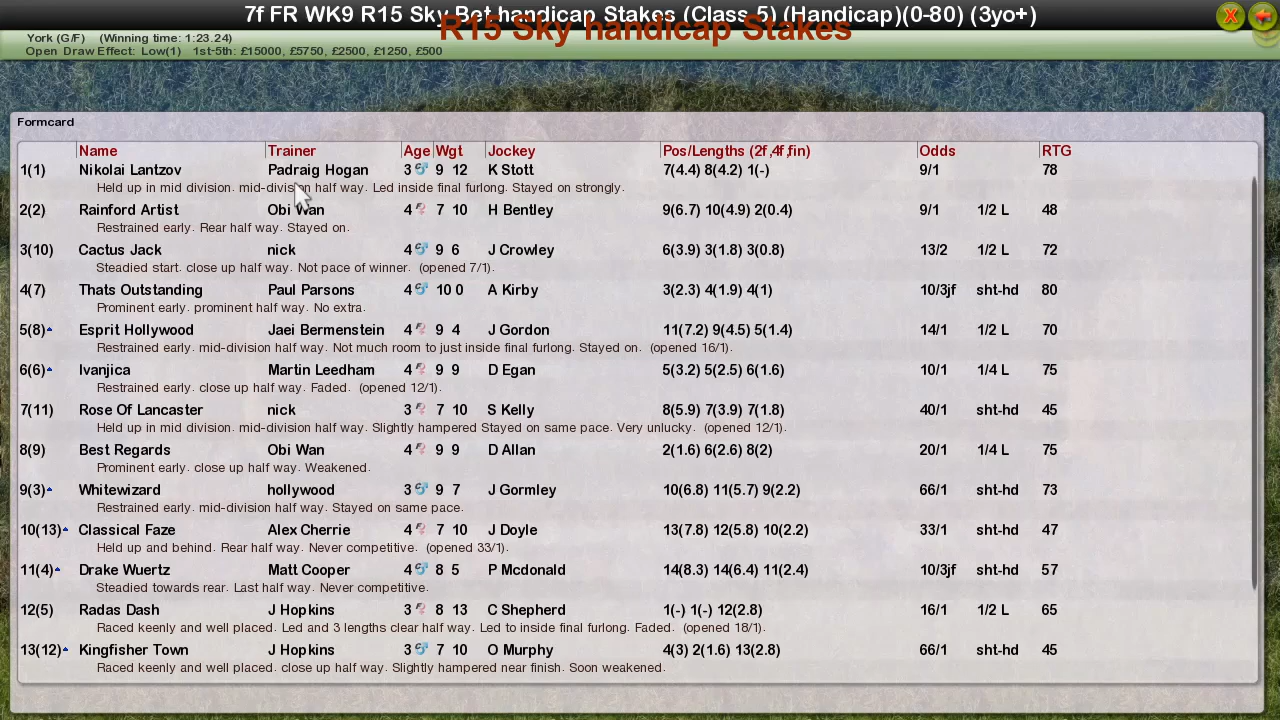 7f FR WK9 R15 Sky Bet handicap Stakes (Class 5) (Handicap)(0-80) (3yo+)
R15 Sky handicap Stakes
York (G/F) (Winning time: 1:23.24)
Open Draw Effect: Low(1) 1st-5th: £15000, £5750, £2500, £1250, £500
Formcard
Name Trainer Age Wgt Jockey Pos/Lengths (2f,4f,fin) Odds RTG
1(1) Nikolai Lantzov Padraig Hogan 3 9 12 K Stott 7(4.4) 8(4.2) 1(-) 9/1 78
Held up in mid division. mid-division half way. Led inside final furlong. Stayed on strongly.
2(2) Rainford Artist Obi Wan 4 7 10 H Bentley 9(6.7) 10(4.9) 2(0.4) 9/1 1/2 L 48
Restrained early. Rear half way. Stayed on.
3(10) Cactus Jack nick 4 9 6 J Crowley 6(3.9) 3(1.8) 3(0.8) 13/2 1/2 L 72
Steadied start. close up half way. Not pace of winner. (opened 7/1).
4(7) Thats Outstanding Paul Parsons 4 10 0 A Kirby 3(2.3) 4(1.9) 4(1) 10/3jf sht-hd 80
Prominent early. prominent half way. No extra.
5(8) Esprit Hollywood Jaei Bermenstein 4 9 4 J Gordon 11(7.2) 9(4.5) 5(1.4) 14/1 1/2 L 70
Restrained early. mid-division half way. Not much room to just inside final furlong. Stayed on. (opened 16/1).
6(6) Ivanjica Martin Leedham 4 9 9 D Egan 5(3.2) 5(2.5) 6(1.6) 10/1 1/4 L 75
Restrained early. close up half way. Faded. (opened 12/1).
7(11) Rose Of Lancaster nick 3 7 10 S Kelly 8(5.9) 7(3.9) 7(1.8) 40/1 sht-hd 45
Held up in mid division. mid-division half way. Slightly hampered Stayed on same pace. Very unlucky. (opened 12/1).
8(9) Best Regards Obi Wan 4 9 9 D Allan 2(1.6) 6(2.6) 8(2) 20/1 1/4 L 75
Prominent early. close up half way. Weakened.
9(3) Whitewizard hollywood 3 9 7 J Gormley 10(6.8) 11(5.7) 9(2.2) 66/1 sht-hd 73
Restrained early. mid-division half way. Stayed on same pace.
10(13) Classical Faze Alex Cherrie 4 7 10 J Doyle 13(7.8) 12(5.8) 10(2.2) 33/1 sht-hd 47
Held up and behind. Rear half way. Never competitive. (opened 33/1).
11(4) Drake Wuertz Matt Cooper 4 8 5 P Mcdonald 14(8.3) 14(6.4) 11(2.4) 10/3jf sht-hd 57
Steadied towards rear. Last half way. Never competitive.
12(5) Radas Dash J Hopkins 3 8 13 C Shepherd 1(-) 1(-) 12(2.8) 16/1 1/2 L 65
Raced keenly and well placed. Led and 3 lengths clear half way. Led to inside final furlong. Faded. (opened 18/1).
13(12) Kingfisher Town J Hopkins 3 7 10 O Murphy 4(3) 2(1.6) 13(2.8) 66/1 sht-hd 45
Raced keenly and well placed. close up half way. Slightly hampered near finish. Soon weakened.